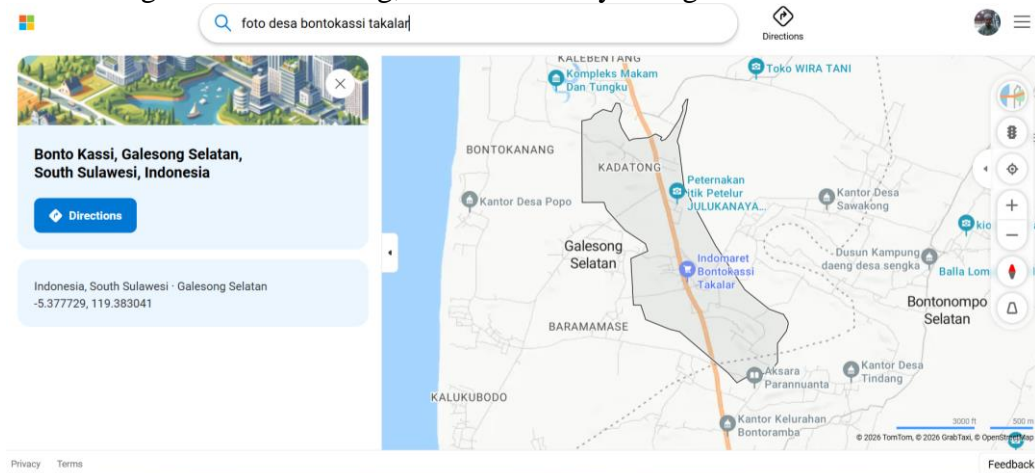 foto desa bontokassi takalar
Directions
Bonto Kassi, Galesong Selatan,
South Sulawesi, Indonesia
Directions
Indonesia, South Sulawesi · Galesong Selatan
-5.377729, 119.383041
KALEBENTANG
Kompleks Makam
Dan Tungku
Toko WIRA TANI
BONTOKANANG
KADATONG
Peternakan
Itik Petelur
JULUKANAYA...
Kantor Desa Popo
Kantor Desa
Sawakong
kio
Galesong
Selatan
Indomaret
Bontokassi
Takalar
Dusun Kampung
daeng desa sengka
Balla Lom
Bontonompo
Selatan
BARAMAMASE
Aksara
Parannuanta
Kantor Desa
Tindang
KALUKUBODO
Kantor Kelurahan
Bontoramba
3000 ft
500 m
© 2026 TomTom, © 2026 GrabTaxi, © OpenStreetMap
Privacy
Terms
Feedback